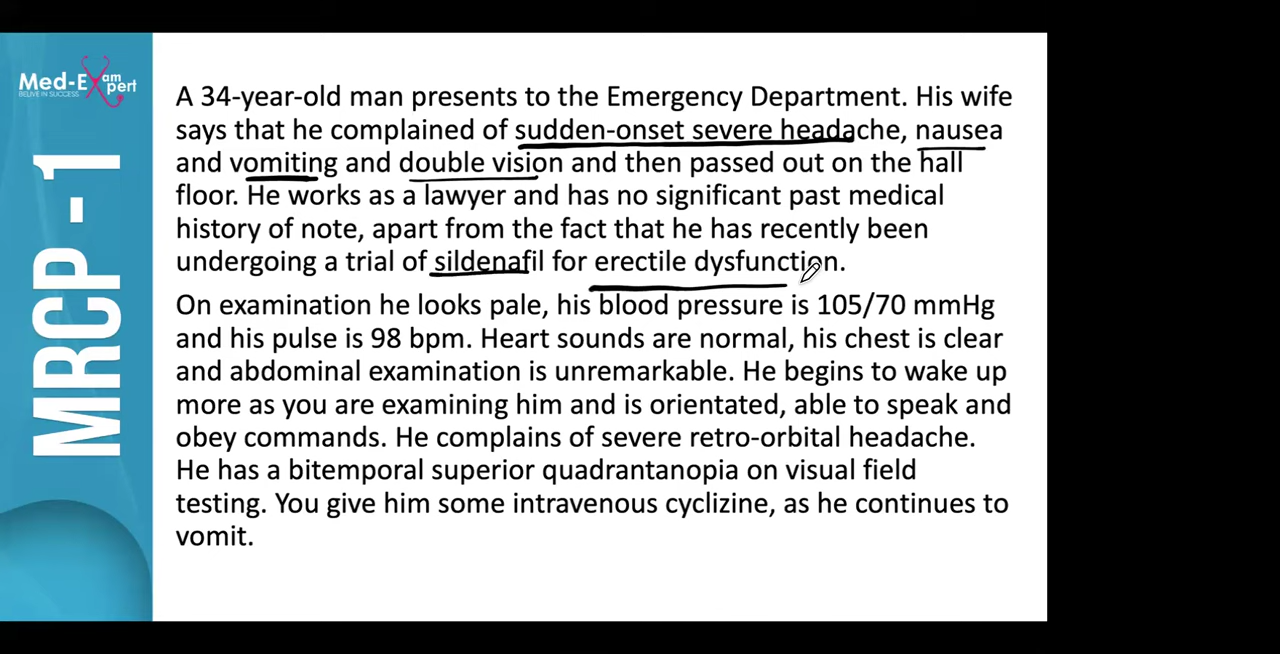 Med-Expert
BELIVE IN SUCCESS
MRCP - 1
A 34-year-old man presents to the Emergency Department. His wife
says that he complained of sudden-onset severe headache, nausea
and vomiting and double vision and then passed out on the hall
floor. He works as a lawyer and has no significant past medical
history of note, apart from the fact that he has recently been
undergoing a trial of sildenafil for erectile dysfunction.
On examination he looks pale, his blood pressure is 105/70 mmHg
and his pulse is 98 bpm. Heart sounds are normal, his chest is clear
and abdominal examination is unremarkable. He begins to wake up
more as you are examining him and is orientated, able to speak and
obey commands. He complains of severe retro-orbital headache.
He has a bitemporal superior quadrantanopia on visual field
testing. You give him some intravenous cyclizine, as he continues to
vomit.